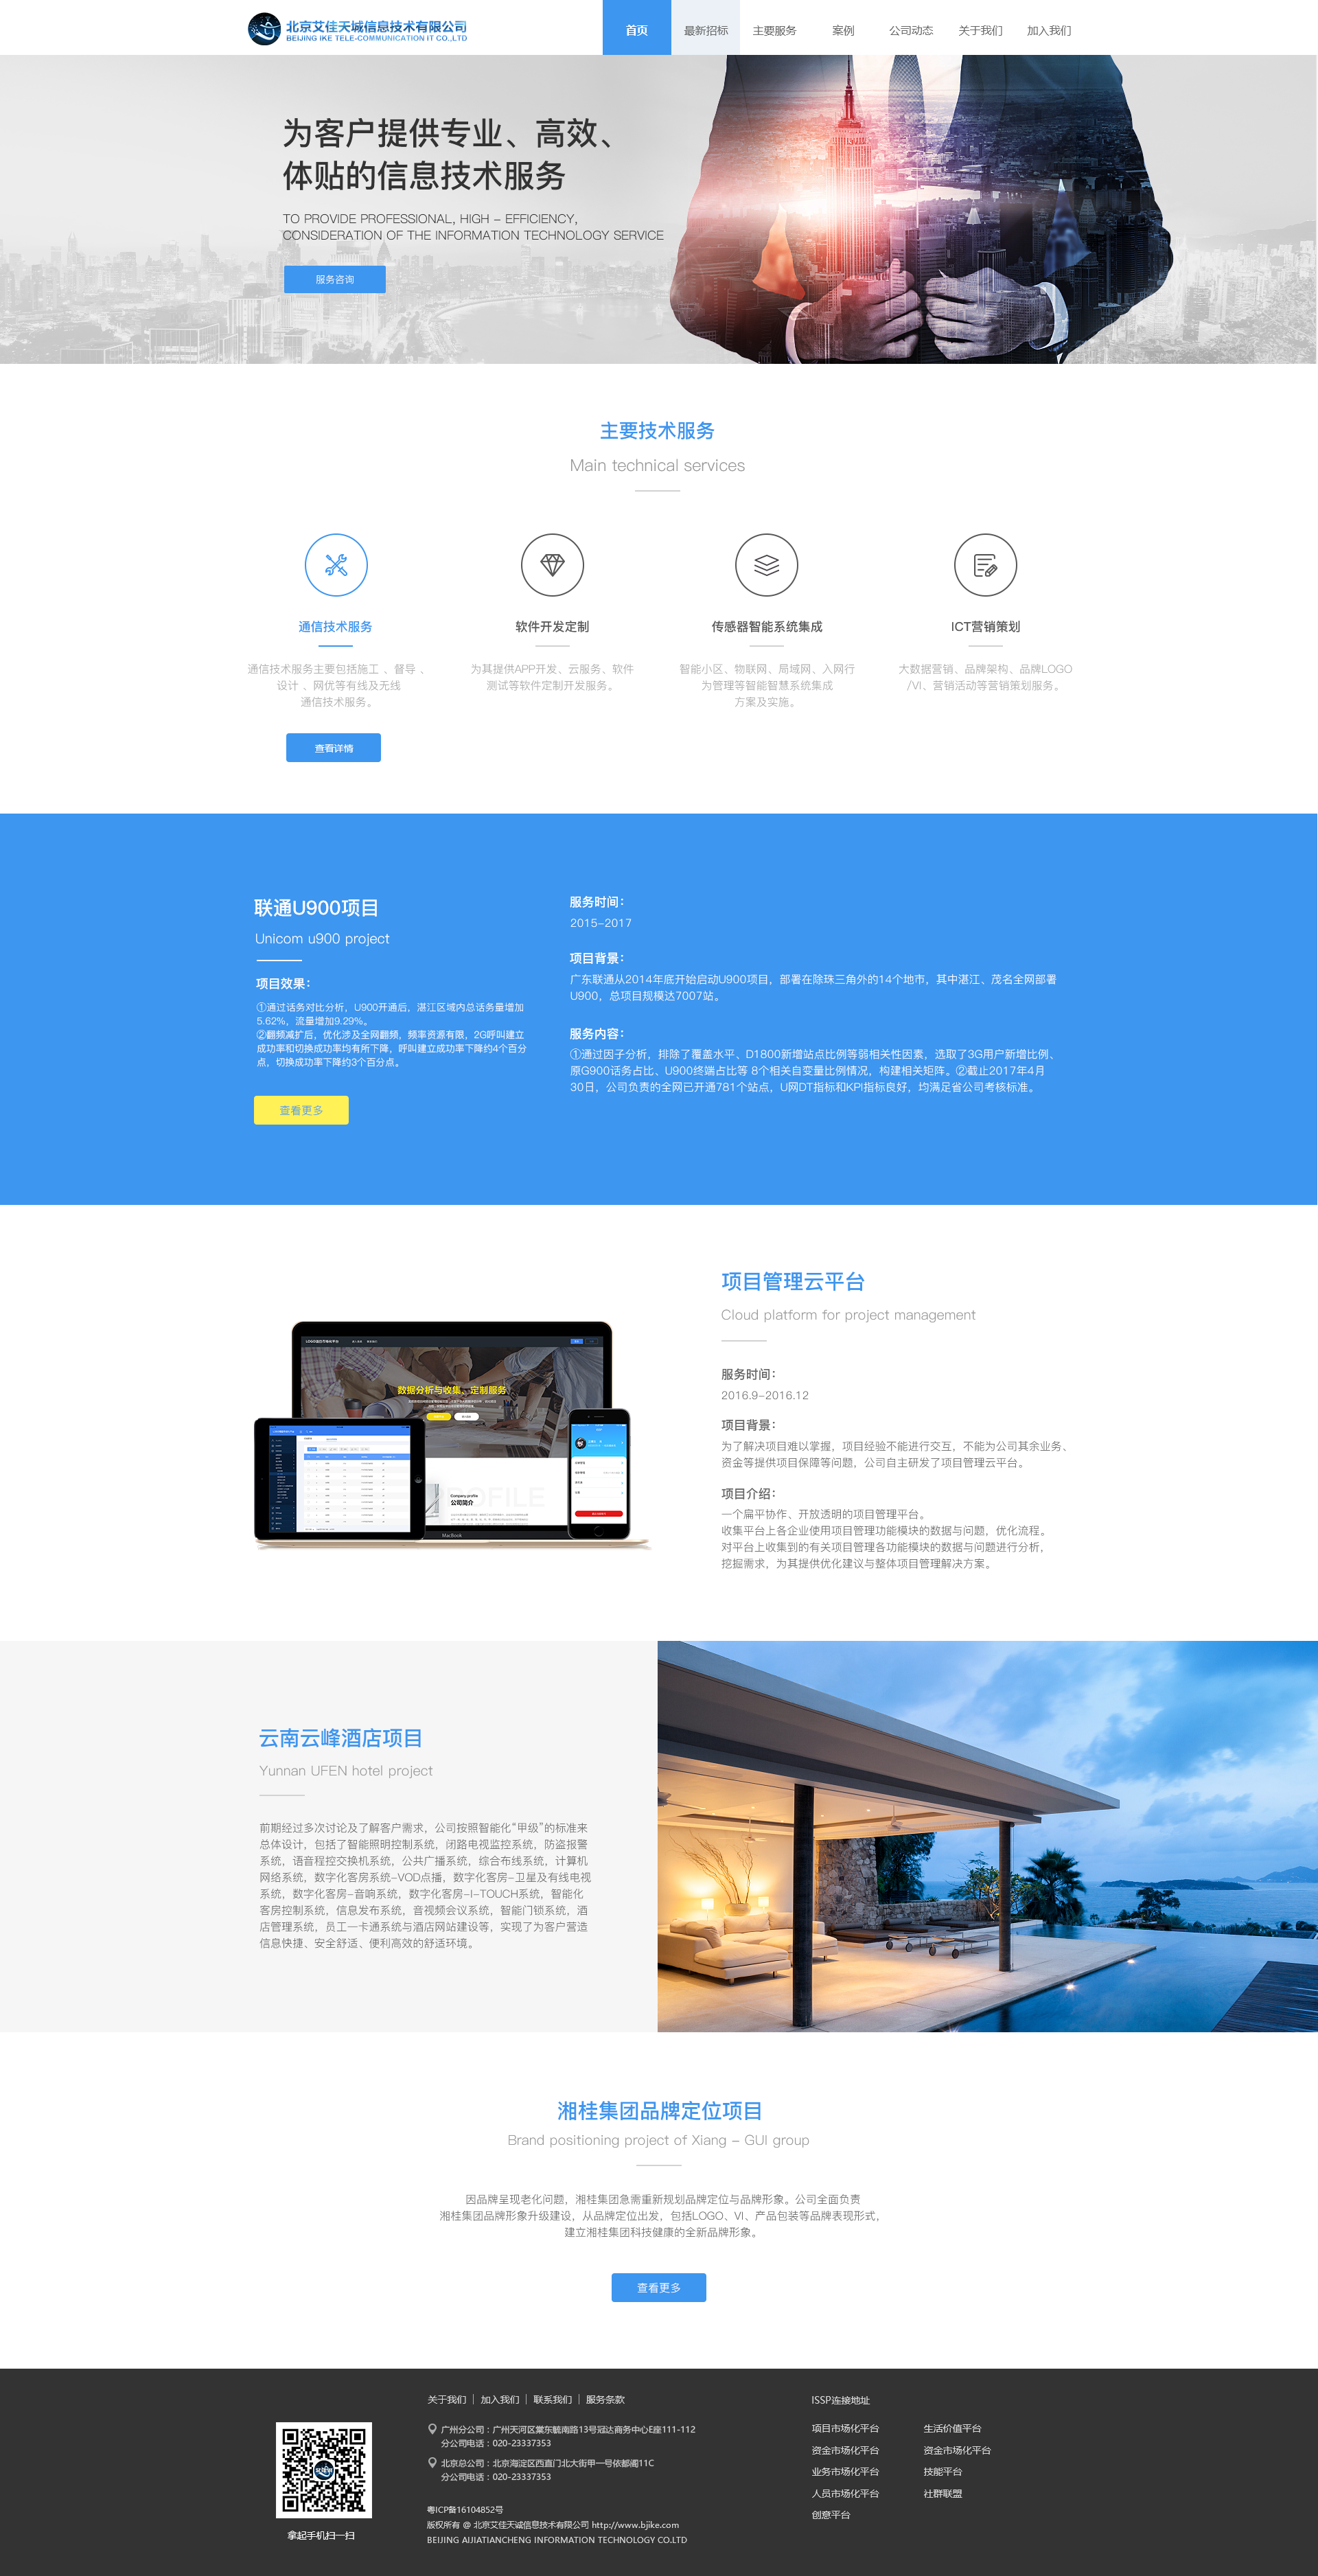 北京艾佳天诚信息技术有限公司
BEIJING IKE TELE-COMMUNICATION IT CO.,LTD
首页 最新招标 主要服务 案例 公司动态 关于我们 加入我们
为客户提供专业、高效、
体贴的信息技术服务
TO PROVIDE PROFESSIONAL, HIGH - EFFICIENCY,
CONSIDERATION OF THE INFORMATION TECHNOLOGY SERVICE
服务咨询
主要技术服务
Main technical services
通信技术服务
通信技术服务主要包括施工 、督导 、
设计 、网优等有线及无线
通信技术服务。
查看详情
软件开发定制
为其提供APP开发、云服务、软件
测试等软件定制开发服务。
传感器智能系统集成
智能小区、物联网、局域网、入网行
为管理等智能智慧系统集成
方案及实施。
ICT营销策划
大数据营销、品牌架构、品牌LOGO
/VI、营销活动等营销策划服务。
联通U900项目
Unicom u900 project
项目效果：
①通过话务对比分析，U900开通后，湛江区域内总话务量增加
5.62%，流量增加9.29%。
②翻频减扩后，优化涉及全网翻频，频率资源有限，2G呼叫建立
成功率和切换成功率均有所下降，呼叫建立成功率下降约4个百分
点，切换成功率下降约3个百分点。
查看更多
服务时间：
2015-2017
项目背景：
广东联通从2014年底开始启动U900项目，部署在除珠三角外的14个地市，其中湛江、茂名全网部署
U900，总项目规模达7007站。
服务内容：
①通过因子分析，排除了覆盖水平、D1800新增站点比例等弱相关性因素，选取了3G用户新增比例、
原G900话务占比、U900终端占比等 8个相关自变量比例情况，构建相关矩阵。②截止2017年4月
30日，公司负责的全网已开通781个站点，U网DT指标和KPI指标良好，均满足省公司考核标准。
数据分析与收集、定制服务
PROFILE
公司简介
MacBook
项目管理云平台
Cloud platform for project management
服务时间：
2016.9-2016.12
项目背景：
为了解决项目难以掌握，项目经验不能进行交互，不能为公司其余业务、
资金等提供项目保障等问题，公司自主研发了项目管理云平台。
项目介绍：
一个扁平协作、开放透明的项目管理平台。
收集平台上各企业使用项目管理功能模块的数据与问题，优化流程。
对平台上收集到的有关项目管理各功能模块的数据与问题进行分析，
挖掘需求，为其提供优化建议与整体项目管理解决方案。
云南云峰酒店项目
Yunnan UFEN hotel project
前期经过多次讨论及了解客户需求，公司按照智能化“甲级”的标准来
总体设计，包括了智能照明控制系统，闭路电视监控系统，防盗报警
系统，语音程控交换机系统，公共广播系统，综合布线系统，计算机
网络系统，数字化客房系统-VOD点播，数字化客房-卫星及有线电视
系统，数字化客房-音响系统，数字化客房-I-TOUCH系统，智能化
客房控制系统，信息发布系统，音视频会议系统，智能门锁系统，酒
店管理系统，员工一卡通系统与酒店网站建设等，实现了为客户营造
信息快捷、安全舒适、便利高效的舒适环境。
湘桂集团品牌定位项目
Brand positioning project of Xiang - GUI group
因品牌呈现老化问题，湘桂集团急需重新规划品牌定位与品牌形象。公司全面负责
湘桂集团品牌形象升级建设，从品牌定位出发，包括LOGO、VI、产品包装等品牌表现形式，
建立湘桂集团科技健康的全新品牌形象。
查看更多
拿起手机扫一扫
关于我们 | 加入我们 | 联系我们 | 服务条款
广州分公司：广州天河区棠东毓南路13号冠达商务中心E座111-112
分公司电话：020-23337353
北京总公司：北京海淀区西直门北大街甲一号依都阁11C
分公司电话：020-23337353
粤ICP备16104852号
版权所有 @ 北京艾佳天诚信息技术有限公司 http://www.bjike.com
BEIJING AIJIATIANCHENG INFORMATION TECHNOLOGY CO.LTD
ISSP连接地址
项目市场化平台 生活价值平台
资金市场化平台 资金市场化平台
业务市场化平台 技能平台
人员市场化平台 社群联盟
创意平台